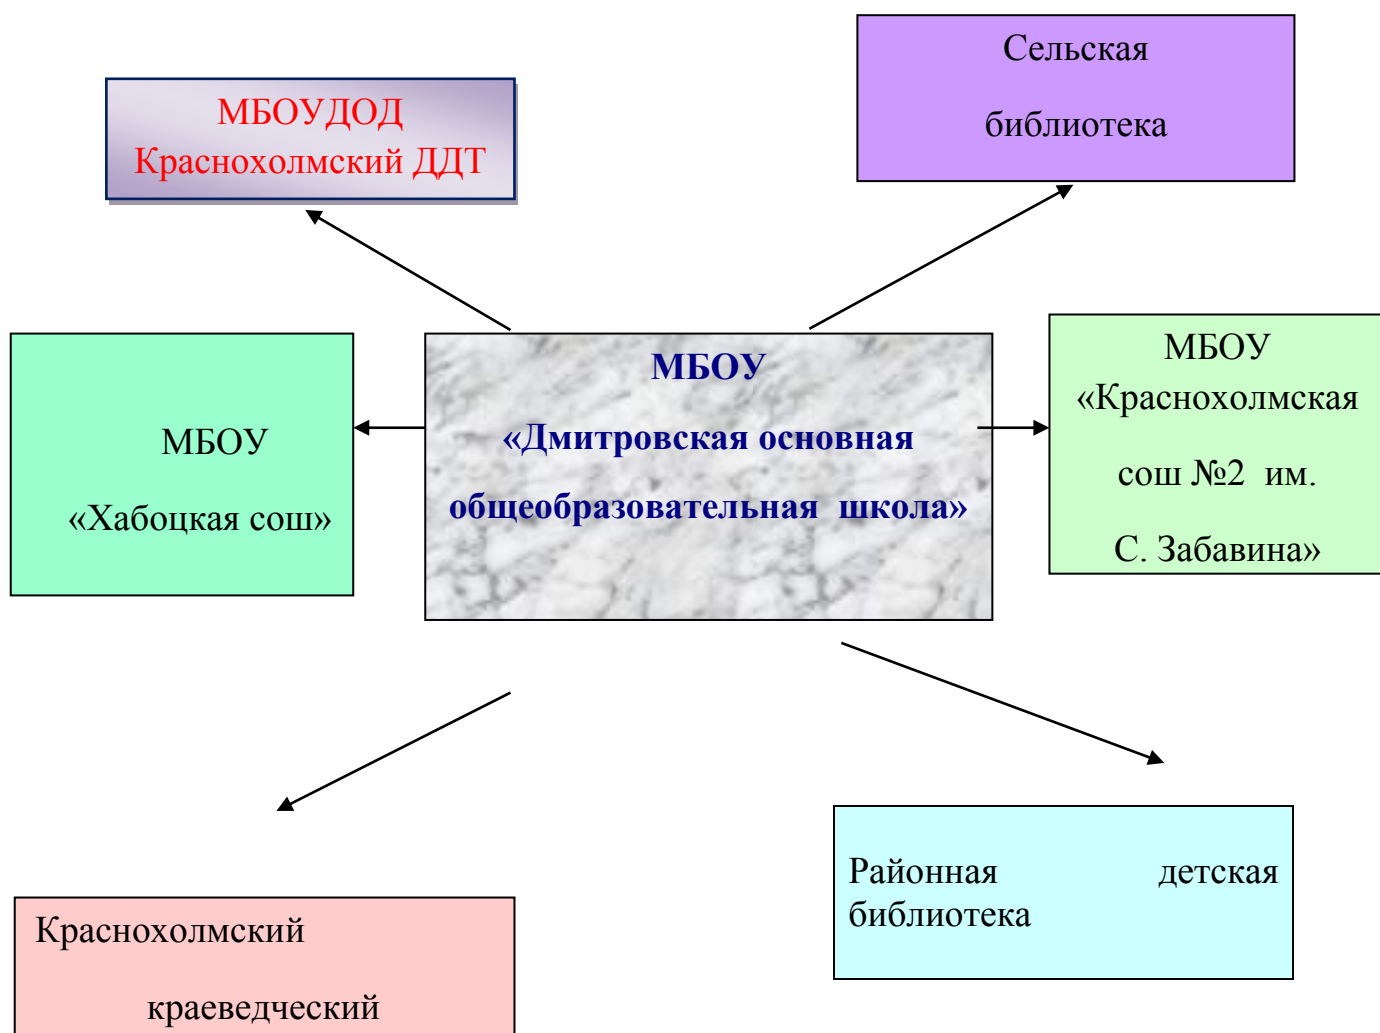 Сельская
библиотека
МБОУДОД
Краснохолмский ДДТ
МБОУ
«Хабоцкая сош»
МБОУ
«Дмитровская основная
общеобразовательная школа»
МБОУ
«Краснохолмская
сош №2 им.
С. Забавина»
Районная детская
библиотека
Краснохолмский
краеведческий